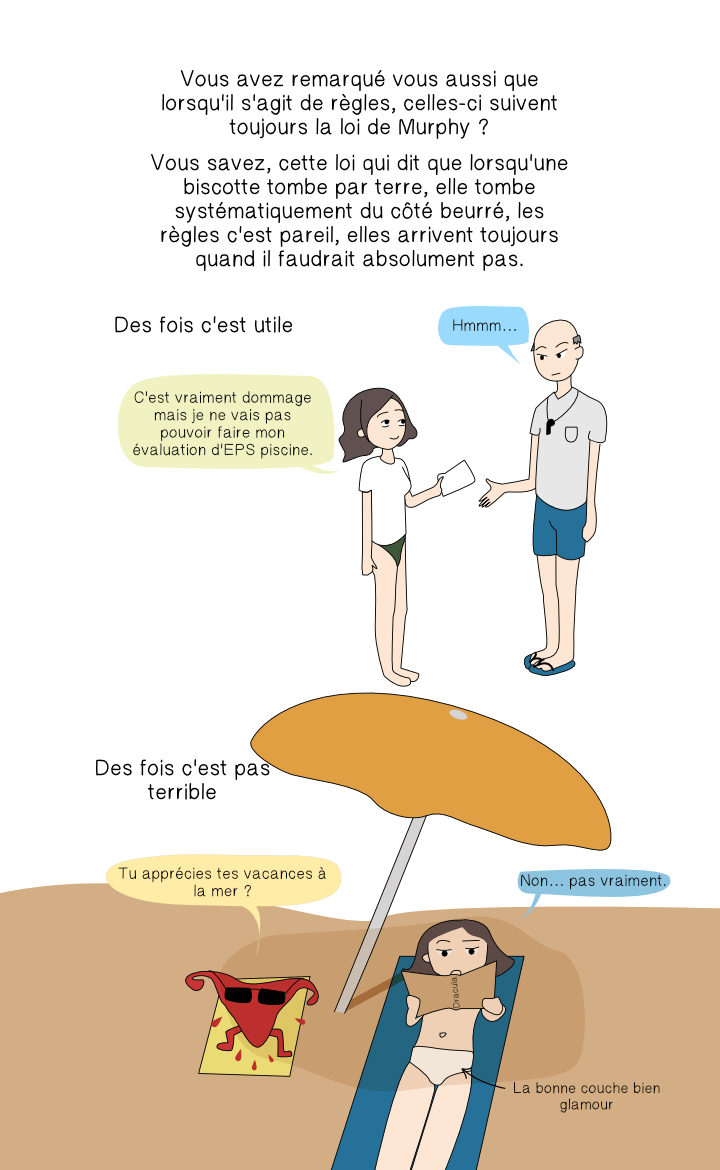 Vous avez remarqué vous aussi que
lorsqu'il s'agit de règles, celles-ci suivent
toujours la loi de Murphy ?
Vous savez, cette loi qui dit que lorsqu'une
biscotte tombe par terre, elle tombe
systématiquement du côté beurré, les
règles c'est pareil, elles arrivent toujours
quand il faudrait absolument pas.
Des fois c'est utile
Hmmm...
C'est vraiment dommage
mais je ne vais pas
pouvoir faire mon
évaluation d'EPS piscine.
Des fois c'est pas
terrible
Tu apprécies tes vacances à
la mer ?
Non... pas vraiment.
Dracula
La bonne couche bien
glamour